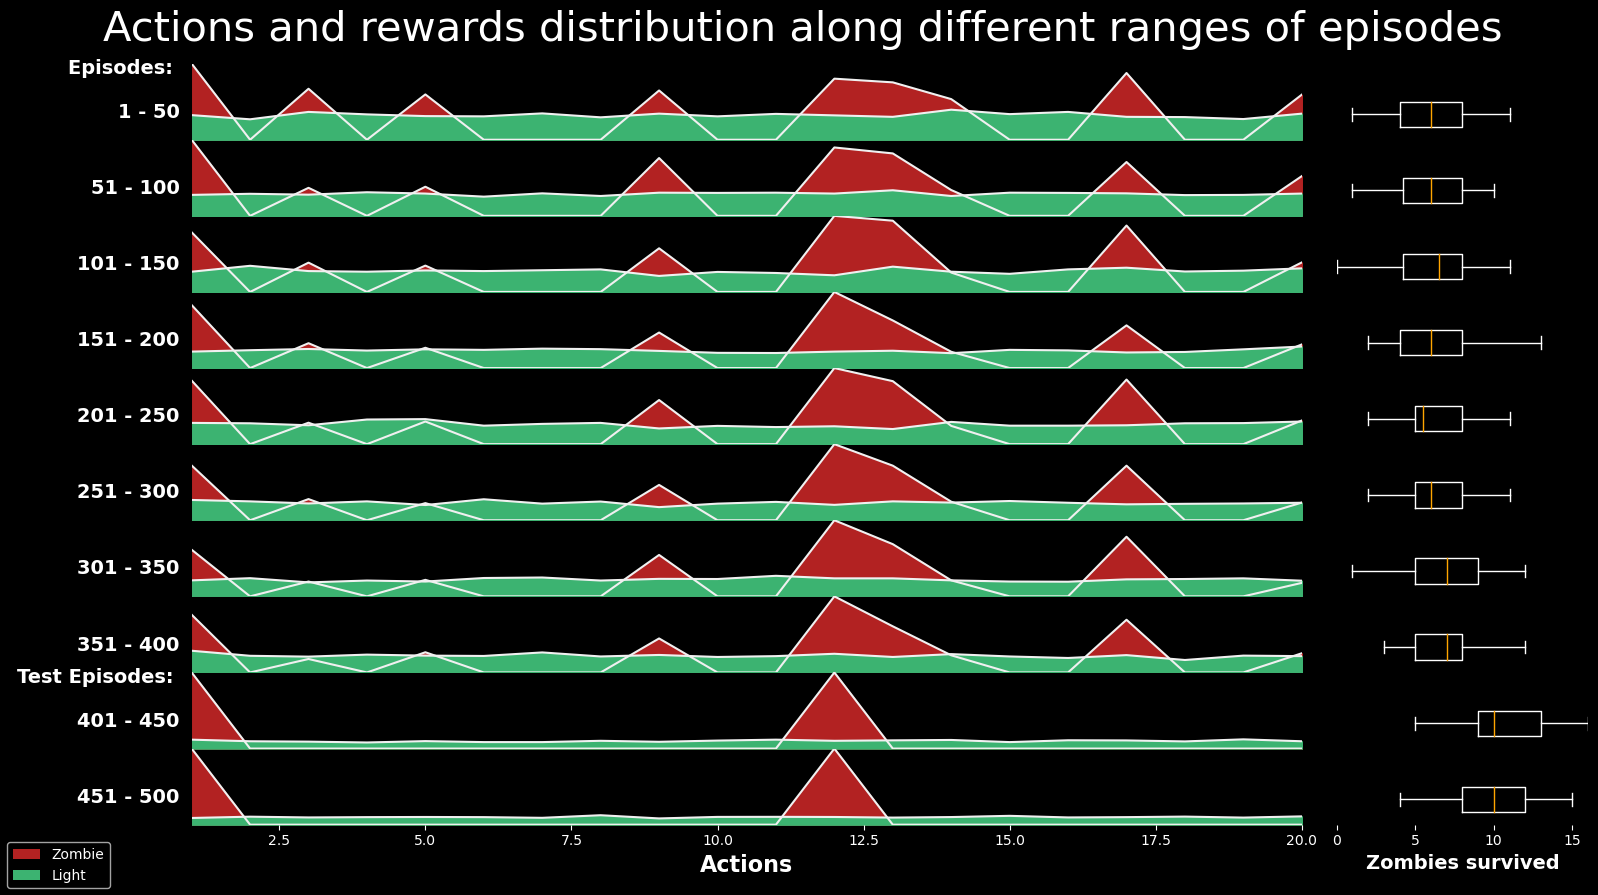 Actions and rewards distribution along different ranges of episodes
Episodes:
1 - 50
51 - 100
101 - 150
151 - 200
201 - 250
251 - 300
301 - 350
351 - 400
Test Episodes:
401 - 450
451 - 500
2.5 5.0 7.5 10.0 12.5 15.0 17.5 20.0 0 5 10 15
Actions
Zombies survived
Zombie
Light